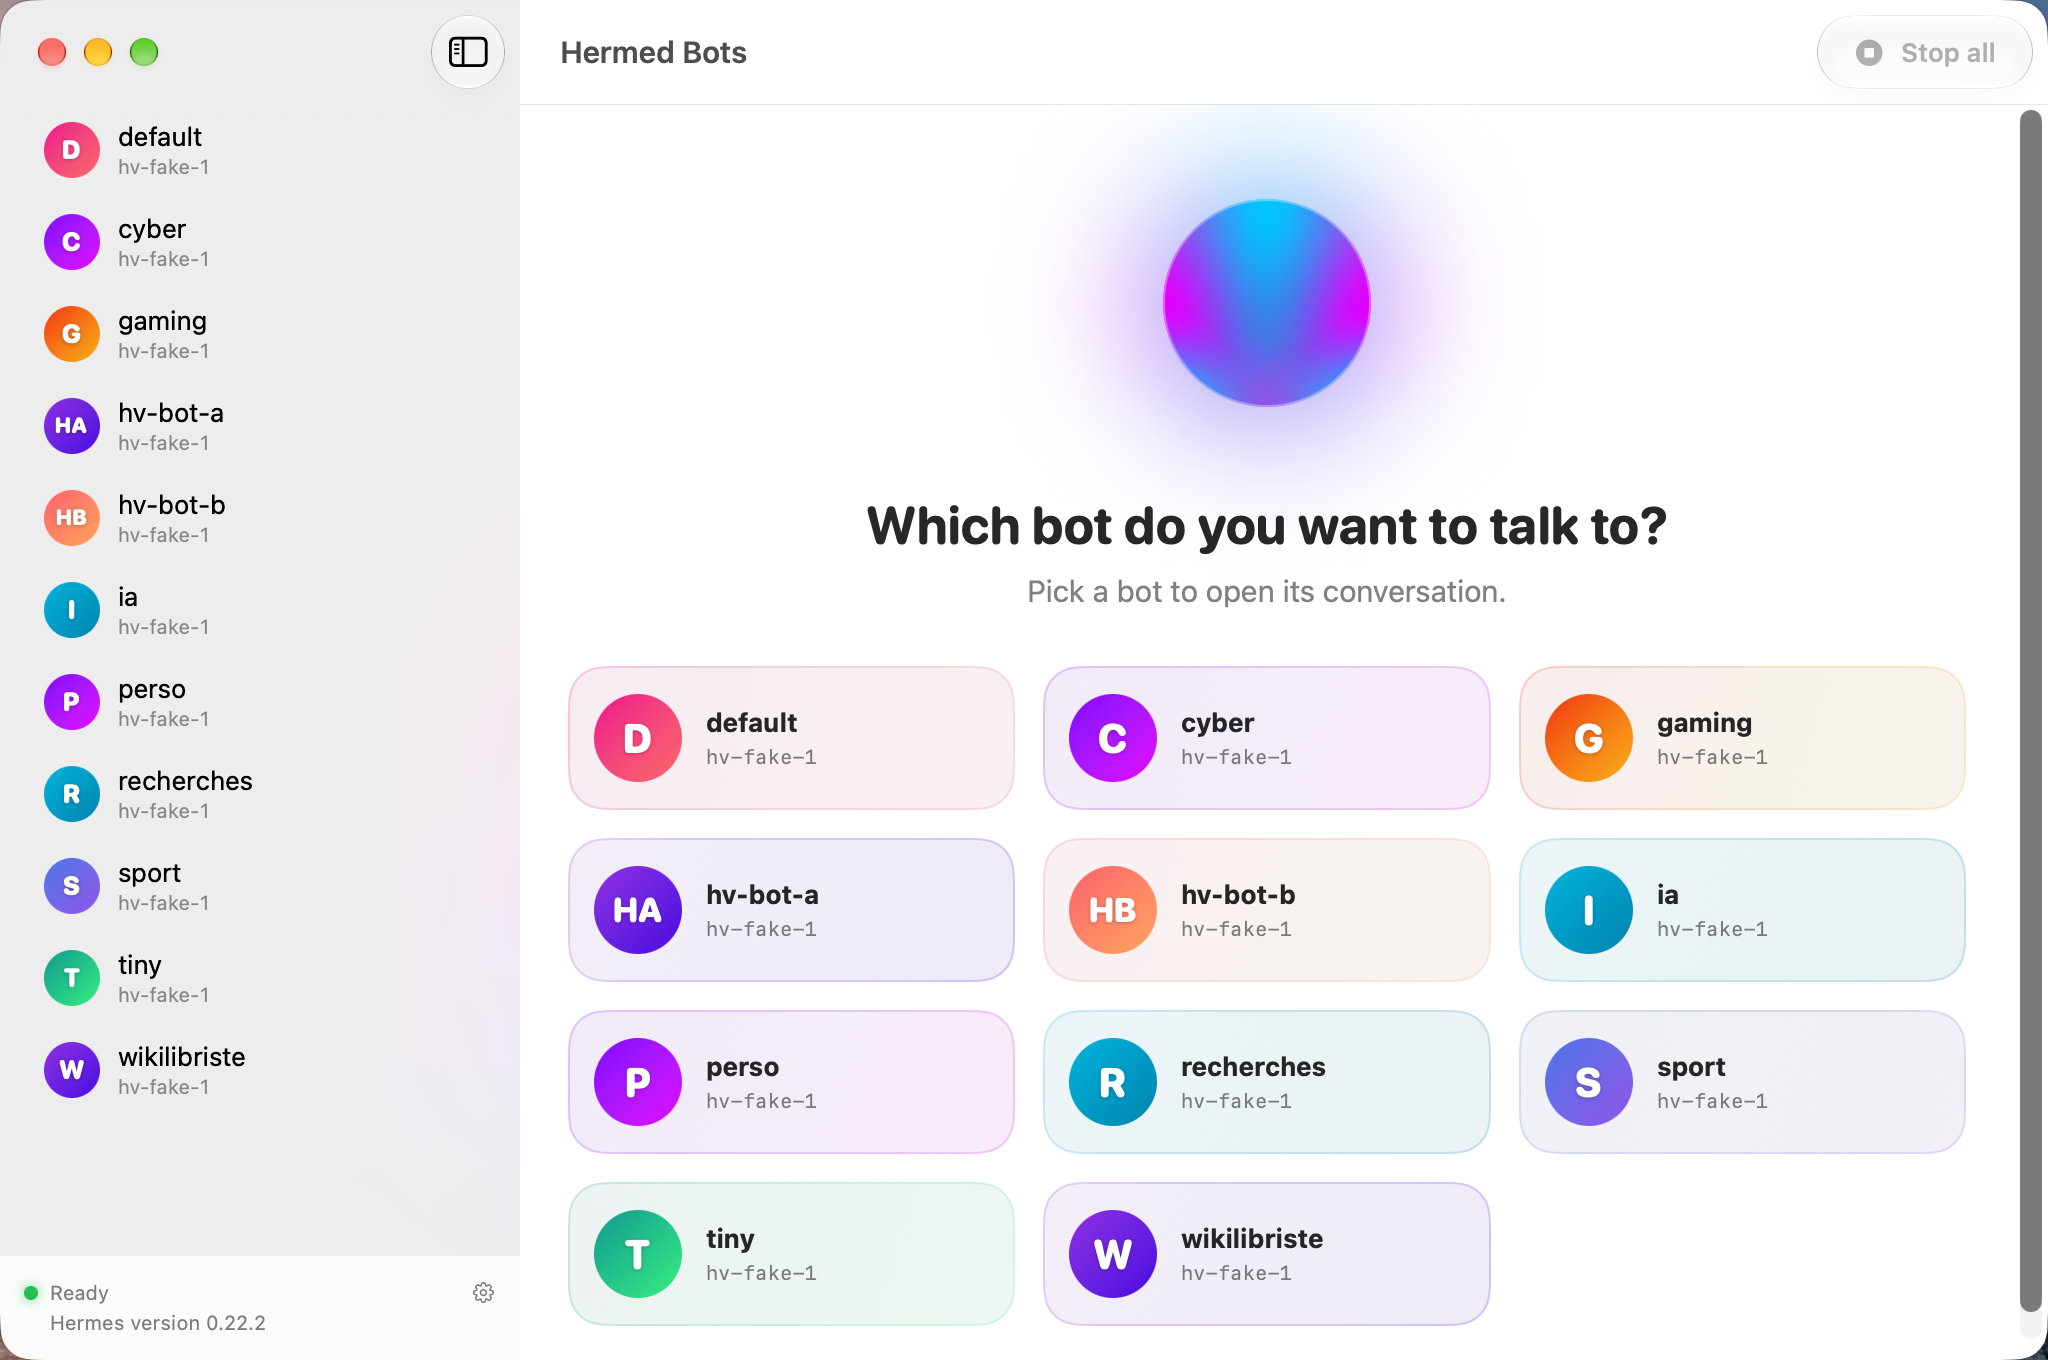 Hermed Bots
Stop all
D
default
hv-fake-1
C
cyber
hv-fake-1
G
gaming
hv-fake-1
HA
hv-bot-a
hv-fake-1
HB
hv-bot-b
hv-fake-1
I
ia
hv-fake-1
P
perso
hv-fake-1
R
recherches
hv-fake-1
S
sport
hv-fake-1
T
tiny
hv-fake-1
W
wikilibriste
hv-fake-1
Ready
Hermes version 0.22.2
Which bot do you want to talk to?
Pick a bot to open its conversation.
D
default
hv-fake-1
C
cyber
hv-fake-1
G
gaming
hv-fake-1
HA
hv-bot-a
hv-fake-1
HB
hv-bot-b
hv-fake-1
I
ia
hv-fake-1
P
perso
hv-fake-1
R
recherches
hv-fake-1
S
sport
hv-fake-1
T
tiny
hv-fake-1
W
wikilibriste
hv-fake-1